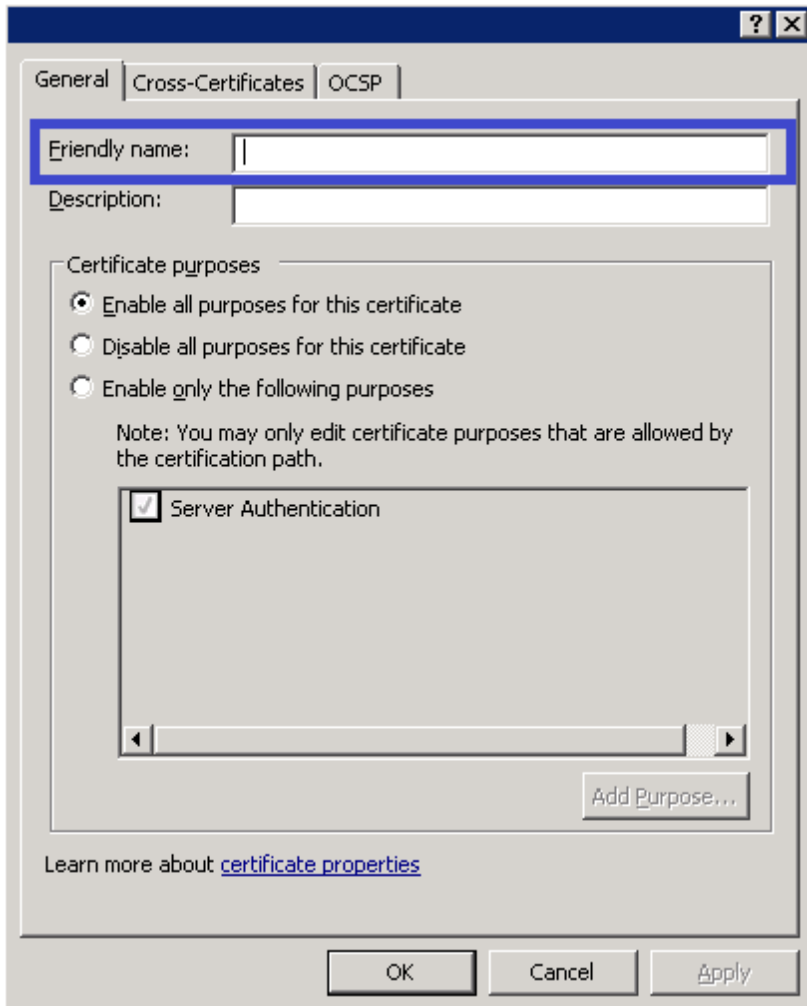 General
Cross-Certificates
OCSP
Friendly name:
Description:
Certificate purposes
Enable all purposes for this certificate
Disable all purposes for this certificate
Enable only the following purposes
Note: You may only edit certificate purposes that are allowed by
the certification path.
Server Authentication
Add Purpose...
Learn more about certificate properties
OK
Cancel
Apply